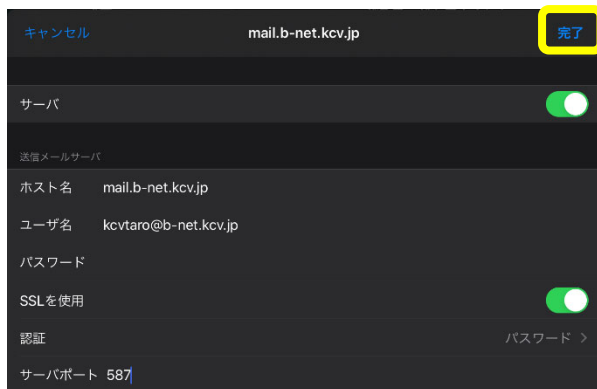 キャンセル mail.b-net.kcv.jp 完了
サーバ
送信メールサーバ
ホスト名 mail.b-net.kcv.jp
ユーザ名 kcvtaro@b-net.kcv.jp
パスワード
SSLを使用
認証 パスワード >
サーバポート 587